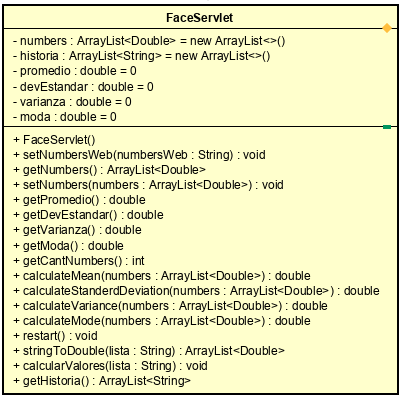 FaceServlet
- numbers : ArrayList<Double> = new ArrayList<>()
- historia : ArrayList<String> = new ArrayList<>()
- promedio : double = 0
- devEstandar : double = 0
- varianza : double = 0
- moda : double = 0
+ FaceServlet()
+ setNumbersWeb(numbersWeb : String) : void
+ getNumbers() : ArrayList<Double>
+ setNumbers(numbers : ArrayList<Double>) : void
+ getPromedio() : double
+ getDevEstandar() : double
+ getVarianza() : double
+ getModa() : double
+ getCantNumbers() : int
+ calculateMean(numbers : ArrayList<Double>) : double
+ calculateStanderdDeviation(numbers : ArrayList<Double>) : double
+ calculateVariance(numbers : ArrayList<Double>) : double
+ calculateMode(numbers : ArrayList<Double>) : double
+ restart() : void
+ stringToDouble(lista : String) : ArrayList<Double>
+ calcularValores(lista : String) : void
+ getHistoria() : ArrayList<String>